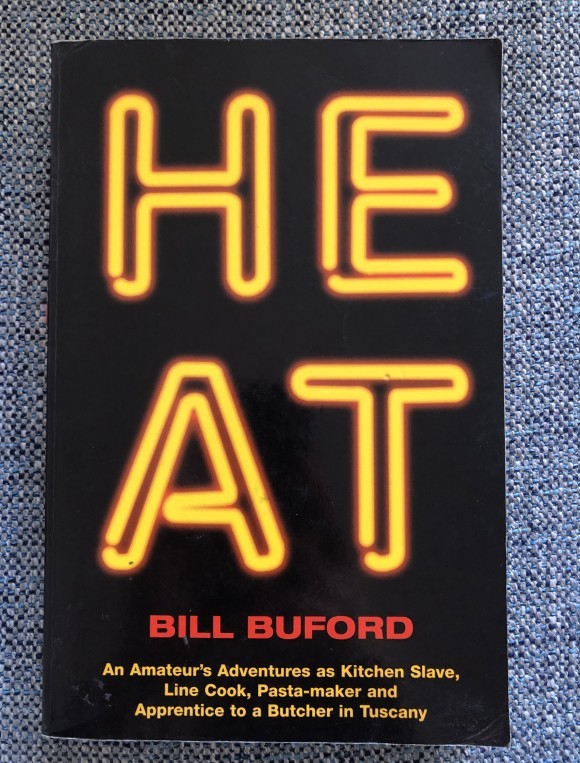 HE
AT
BILL BUFORD
An Amateur's Adventures as Kitchen Slave,
Line Cook, Pasta-maker and
Apprentice to a Butcher in Tuscany